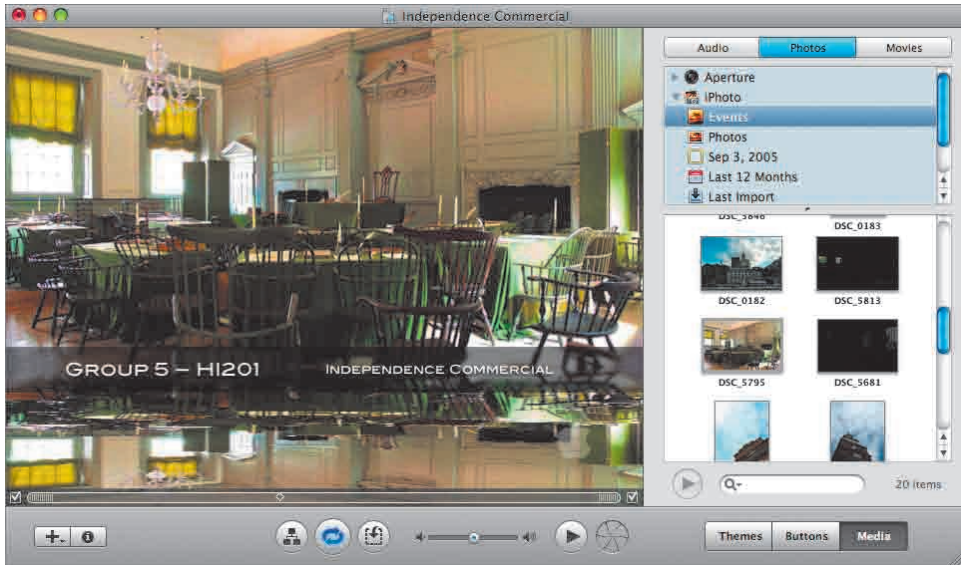 Independence Commercial
Audio
Photos
Movies
Aperture
iPhoto
Events
Photos
Sep 3, 2005
Last 12 Months
Last Import
DSC_5846
DSC_0183
DSC_0182
DSC_5813
DSC_5795
DSC_5681
GROUP 5 – HI201
INDEPENDENCE COMMERCIAL
20 items
Themes
Buttons
Media